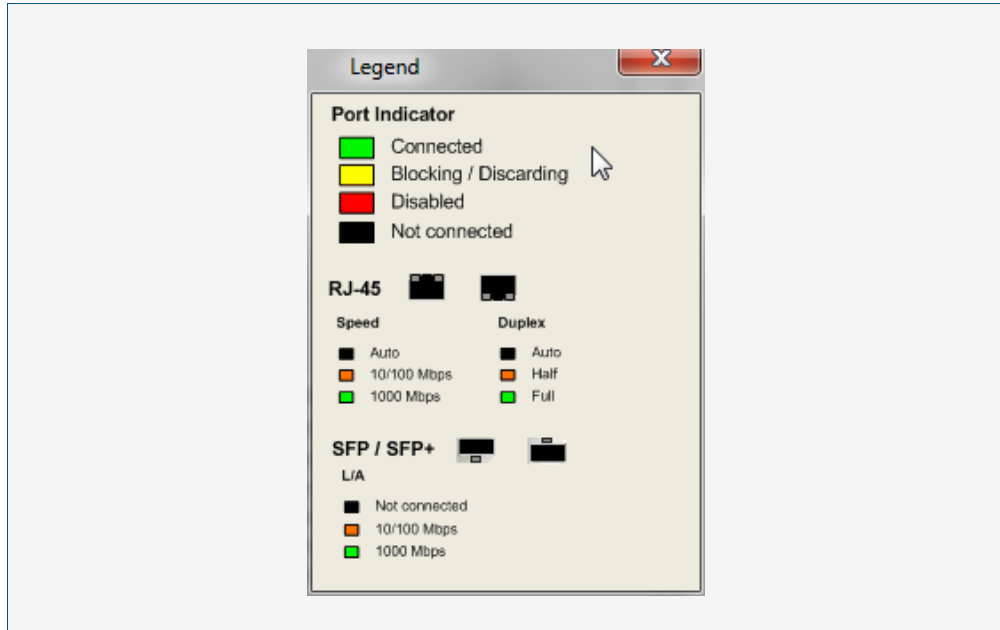 Legend
X
Port Indicator
Connected
Blocking / Discarding
Disabled
Not connected
RJ-45
Speed
Duplex
Auto
Auto
10/100 Mbps
Half
1000 Mbps
Full
SFP / SFP+
L/A
Not connected
10/100 Mbps
1000 Mbps